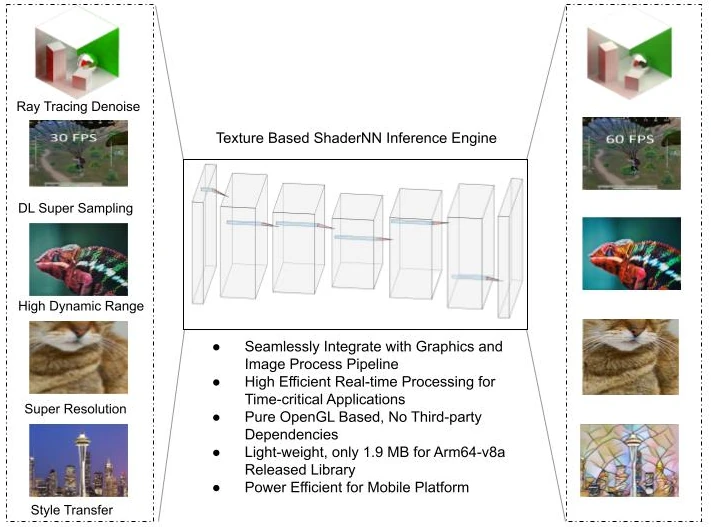 Ray Tracing Denoise
30 FPS
DL Super Sampling
High Dynamic Range
Super Resolution
Style Transfer
Texture Based ShaderNN Inference Engine
● Seamlessly Integrate with Graphics and
Image Process Pipeline
● High Efficient Real-time Processing for
Time-critical Applications
● Pure OpenGL Based, No Third-party
Dependencies
● Light-weight, only 1.9 MB for Arm64-v8a
Released Library
● Power Efficient for Mobile Platform
60 FPS